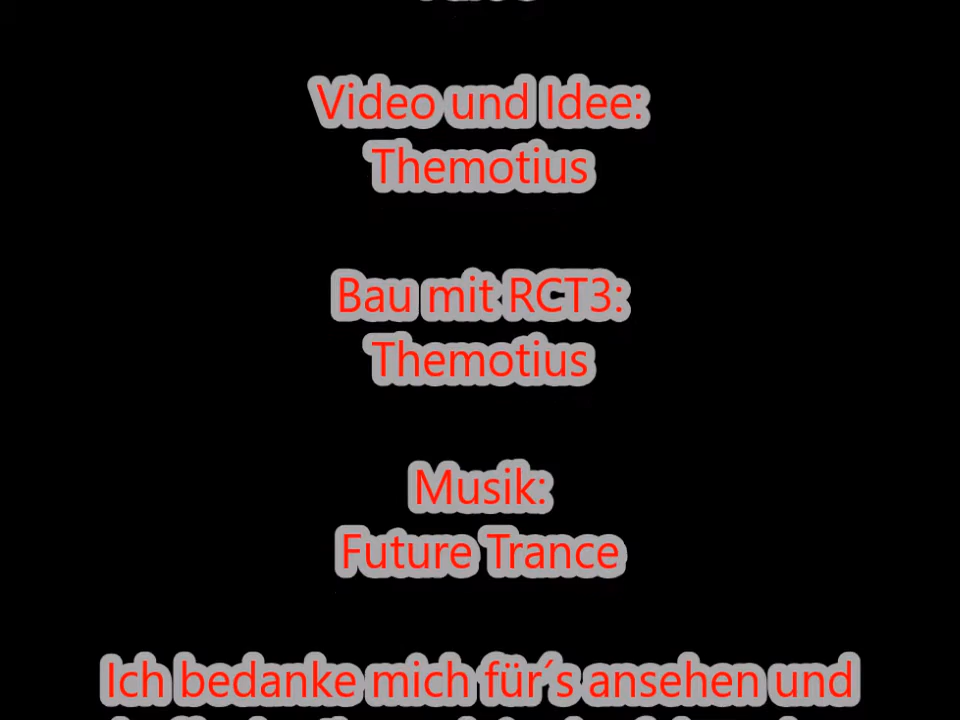 Video und Idee:
Themotius
Bau mit RCT3:
Themotius
Musik:
Future Trance
Ich bedanke mich für´s ansehen und